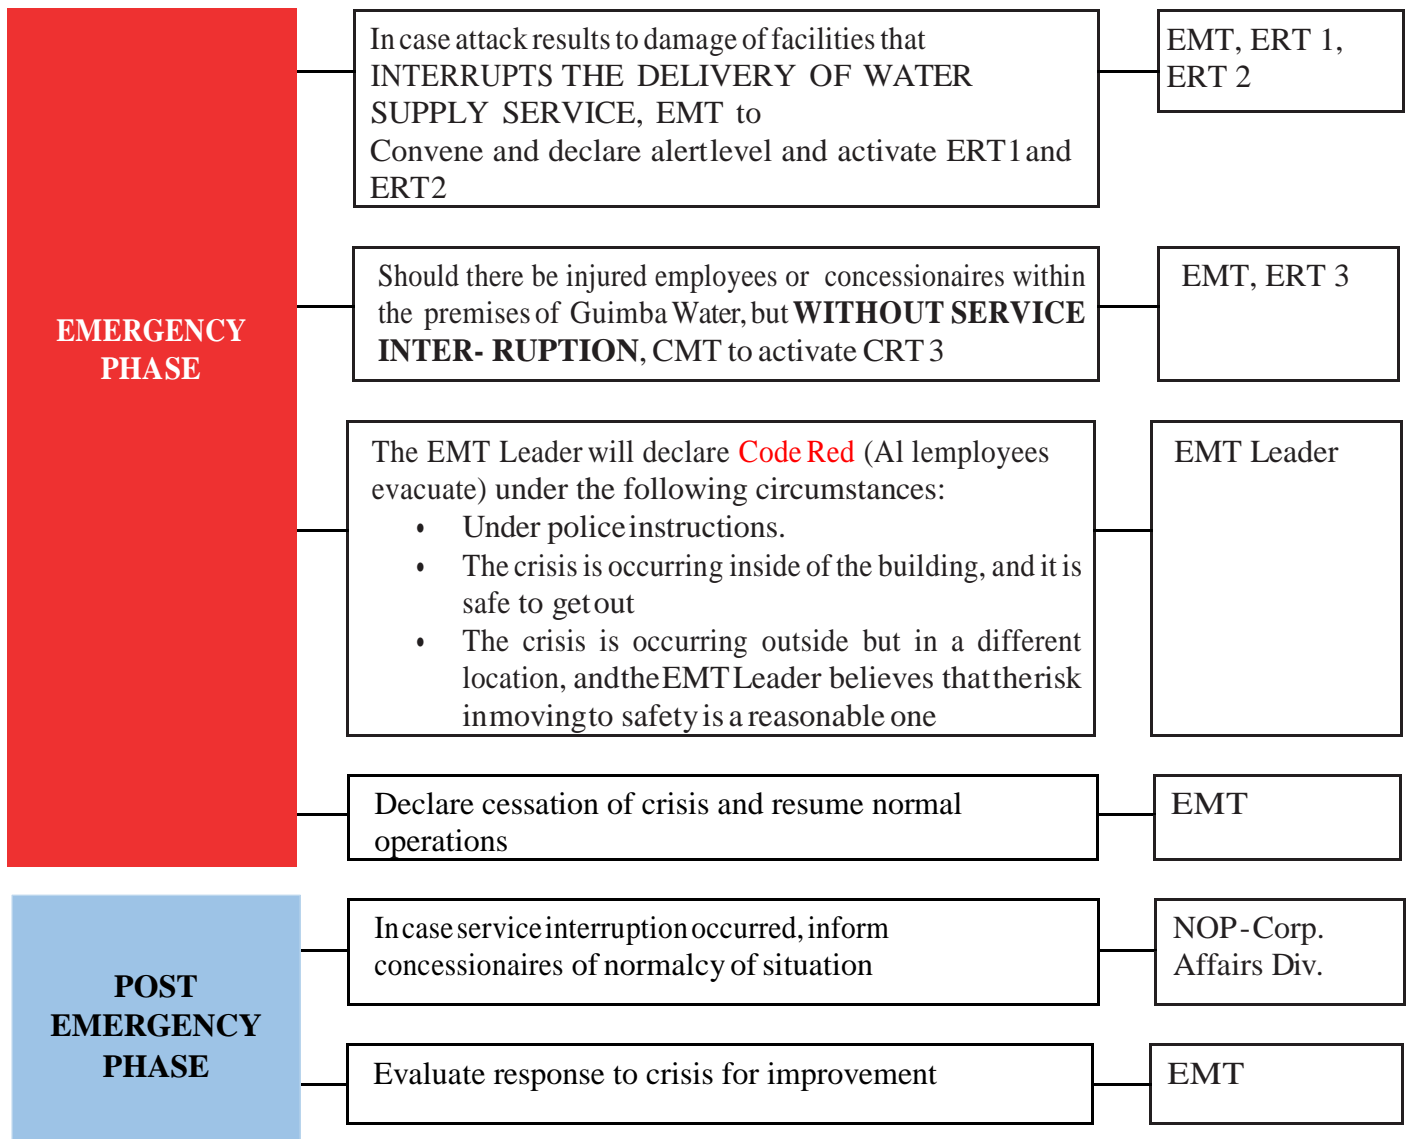 In case attack results to damage of facilities that
INTERRUPTS THE DELIVERY OF WATER
SUPPLY SERVICE, EMT to
Convene and declare alert level and activate ERT 1 and
ERT 2
EMT, ERT 1,
ERT 2
EMERGENCY
PHASE
Should there be injured employees or concessionaires within
the premises of Guimba Water, but WITHOUT SERVICE
INTER- RUPTION, CMT to activate CRT 3
EMT, ERT 3
The EMT Leader will declare Code Red (Al lemployees
evacuate) under the following circumstances:
• Under police instructions.
• The crisis is occurring inside of the building, and it is
safe to get out
• The crisis is occurring outside but in a different
location, and the EMT Leader believes that the risk
in moving to safety is a reasonable one
EMT Leader
Declare cessation of crisis and resume normal
operations
EMT
POST
EMERGENCY
PHASE
In case service interruption occurred, inform
concessionaires of normalcy of situation
NOP-Corp.
Affairs Div.
Evaluate response to crisis for improvement
EMT